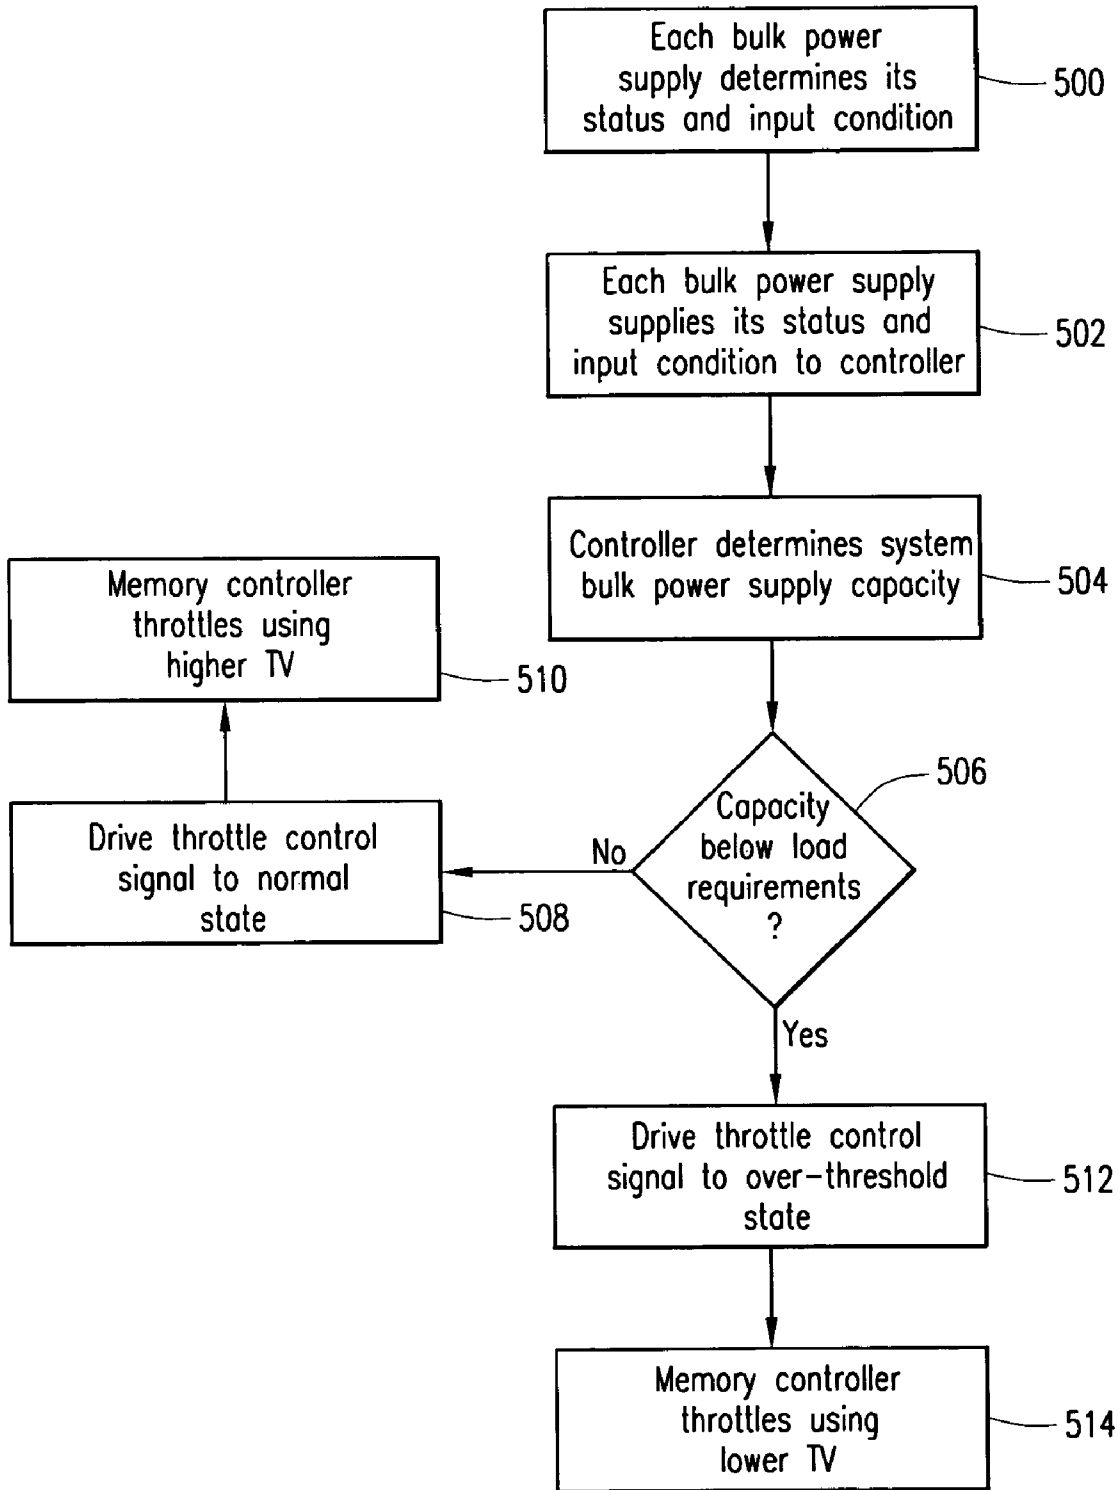 Each bulk power
supply determines its
status and input condition
500
Each bulk power supply
supplies its status and
input condition to controller
502
Controller determines system
bulk power supply capacity
504
Capacity
below load
requirements
?
506
No
Drive throttle control
signal to normal
state
508
Memory controller
throttles using
higher TV
510
Yes
Drive throttle control
signal to over-threshold
state
512
Memory controller
throttles using
lower TV
514